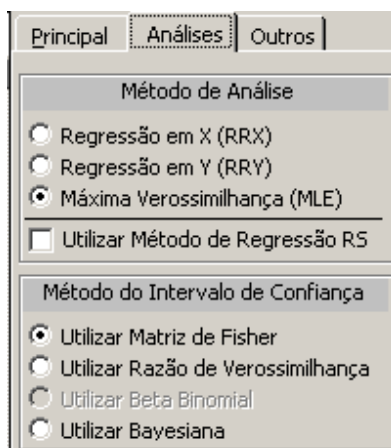 Principal Análises Outros
Método de Análise
Regressão em X (RRX)
Regressão em Y (RRY)
Máxima Verossimilhança (MLE)
Utilizar Método de Regressão RS
Método do Intervalo de Confiança
Utilizar Matriz de Fisher
Utilizar Razão de Verossimilhança
Utilizar Beta Binomial
Utilizar Bayesiana